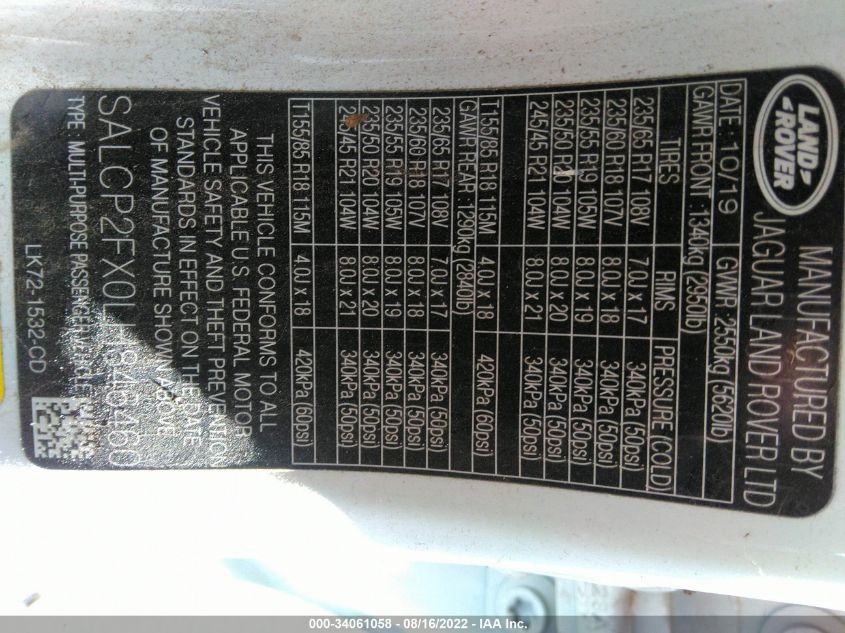 LAND
ROVER
MANUFACTURED BY
JAGUAR LAND ROVER LTD
DATE :10/19 GVWR :2550kg (5620lb)
GAWR FRONT :1340kg (2950lb)
TIRES RIMS PRESSURE (COLD)
235/65 R17 108V 7.0J x 17 340kPa (50psi)
235/60 R18 107V 8.0J x 18 340kPa (50psi)
235/55 R19 105W 8.0J x 19 340kPa (50psi)
235/50 R20 104W 8.0J x 20 340kPa (50psi)
245/45 R21 104W 8.0J x 21 340kPa (50psi)
T155/85 R18 115M 4.0J x 18 420kPa (60psi)
GAWR REAR :1290kg (2840lb)
235/65 R17 108V 7.0J x 17 340kPa (50psi)
235/60 R18 107V 8.0J x 18 340kPa (50psi)
235/55 R19 105W 8.0J x 19 340kPa (50psi)
235/50 R20 104W 8.0J x 20 340kPa (50psi)
245/45 R21 104W 8.0J x 21 340kPa (50psi)
T155/85 R18 115M 4.0J x 18 420kPa (60psi)
THIS VEHICLE CONFORMS TO ALL
APPLICABLE U.S. FEDERAL MOTOR
VEHICLE SAFETY AND THEFT PREVENTION
STANDARDS IN EFFECT ON THE DATE
OF MANUFACTURE SHOWN ABOVE
TYPE :MULTI-PURPOSE PASSENGER VEHICLE
LK72-1532-CD
000-34061058 - 08/16/2022 - IAA Inc.